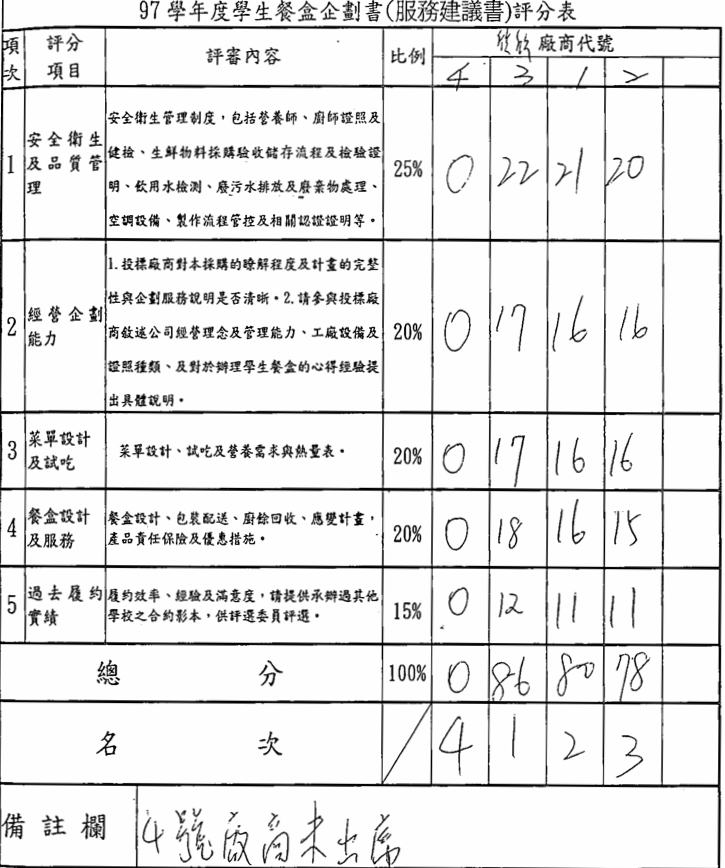 97 學年度學生餐盒企劃書(服務建議書)評分表
項次 評分項目 評審內容 比例 廠商代號
4 3 1 2
1 安全衛生及品質管理 25% 0 22 21 20
安全衛生管理制度，包括營養師、廚師證照及
健檢、生鮮物料採購驗收儲存流程及檢驗證
明、飲用水檢測、廢污水排放及廢棄物處理、
空調設備、製作流程管控及相關認證證明等。
2 經營企劃能力 20% 0 17 16 16
1.投標廠商對本採購的瞭解程度及計畫的完整
性與企劃服務說明是否清晰。2.請參與投標廠
商敘述公司經營理念及管理能力、工廠設備及
證照種類、及對於辦理學生餐盒的心得經驗提
出具體說明。
3 菜單設計及試吃 菜單設計、試吃及營養需求與熱量表。 20% 0 17 16 16
4 餐盒設計及服務 20% 0 18 16 15
餐盒設計、包裝配送、廚餘回收、應變計畫，
產品責任保險及優惠措施。
5 過去履約實績 15% 0 12 11 11
履約效率、經驗及滿意度，請提供承辦過其他
學校之合約影本，供評選委員評選。
總分 100% 0 86 80 78
名次 / 4 1 2 3
備註欄 4號廠商未出席